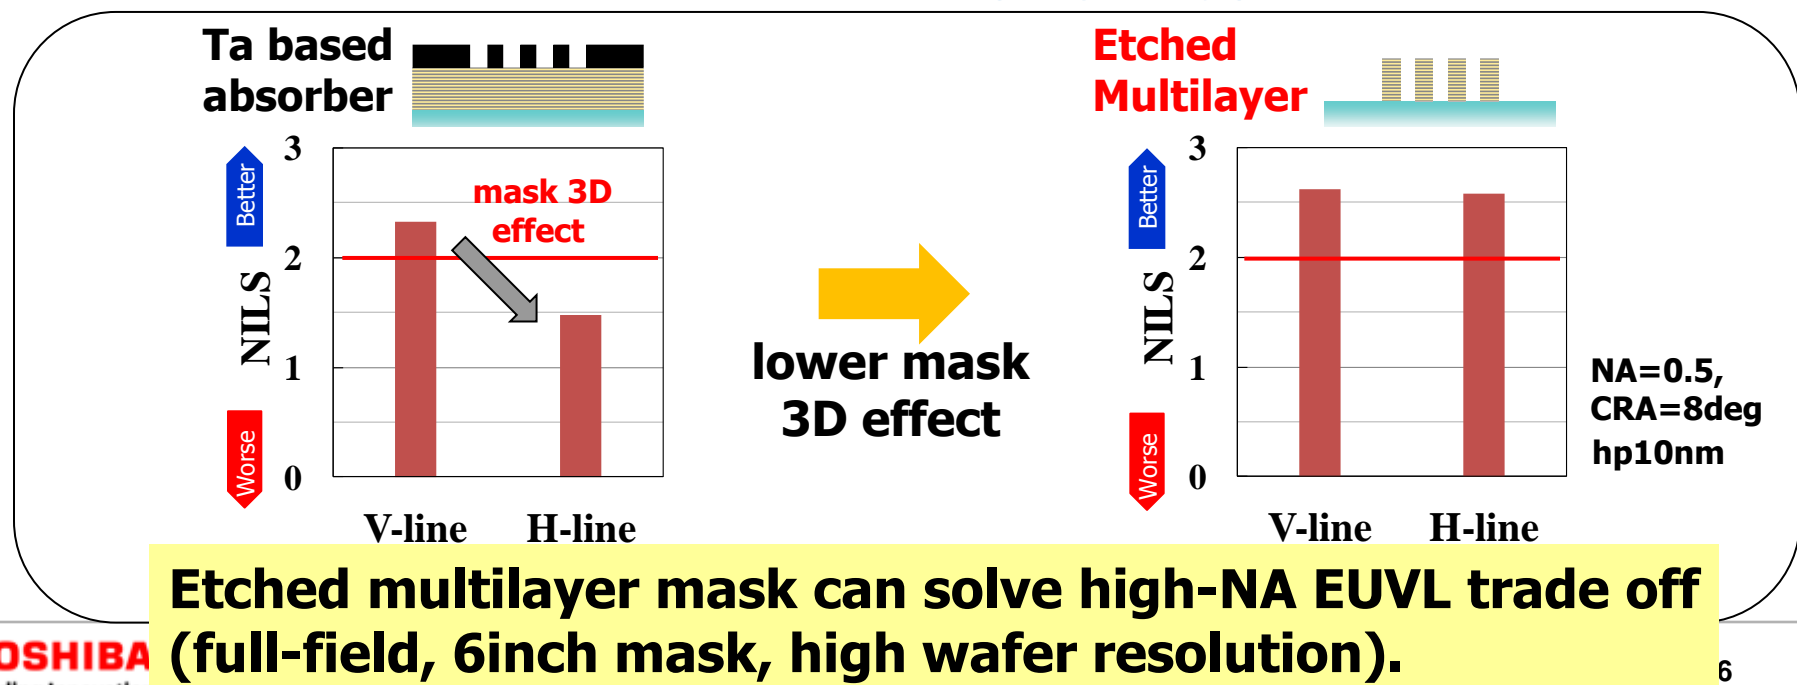 Ta based
absorber
Etched
Multilayer
3
2
1
0
NILS
Better
Worse
mask 3D
effect
V-line H-line
lower mask
3D effect
3
2
1
0
NILS
Better
Worse
V-line H-line
NA=0.5,
CRA=8deg
hp10nm
Etched multilayer mask can solve high-NA EUVL trade off
(full-field, 6inch mask, high wafer resolution).
OSHIBA
6